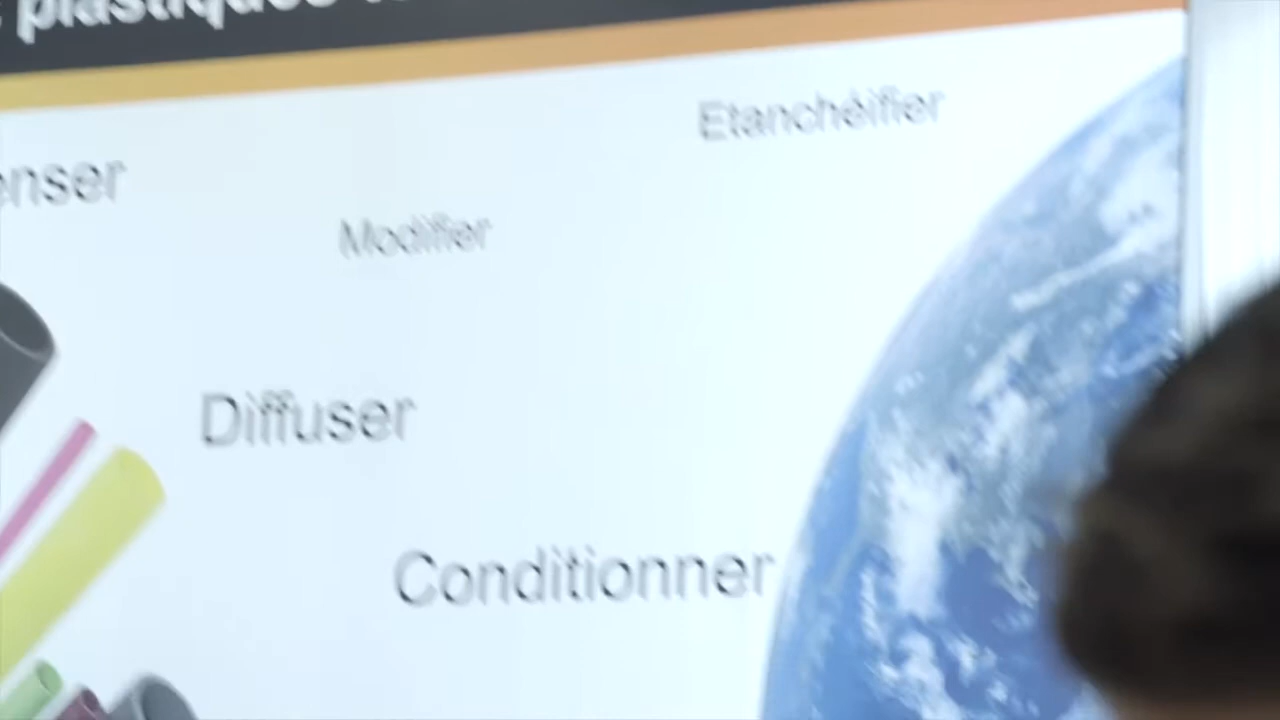 plastiques
Etanchéifier
enser
Modifier
Diffuser
Conditionner